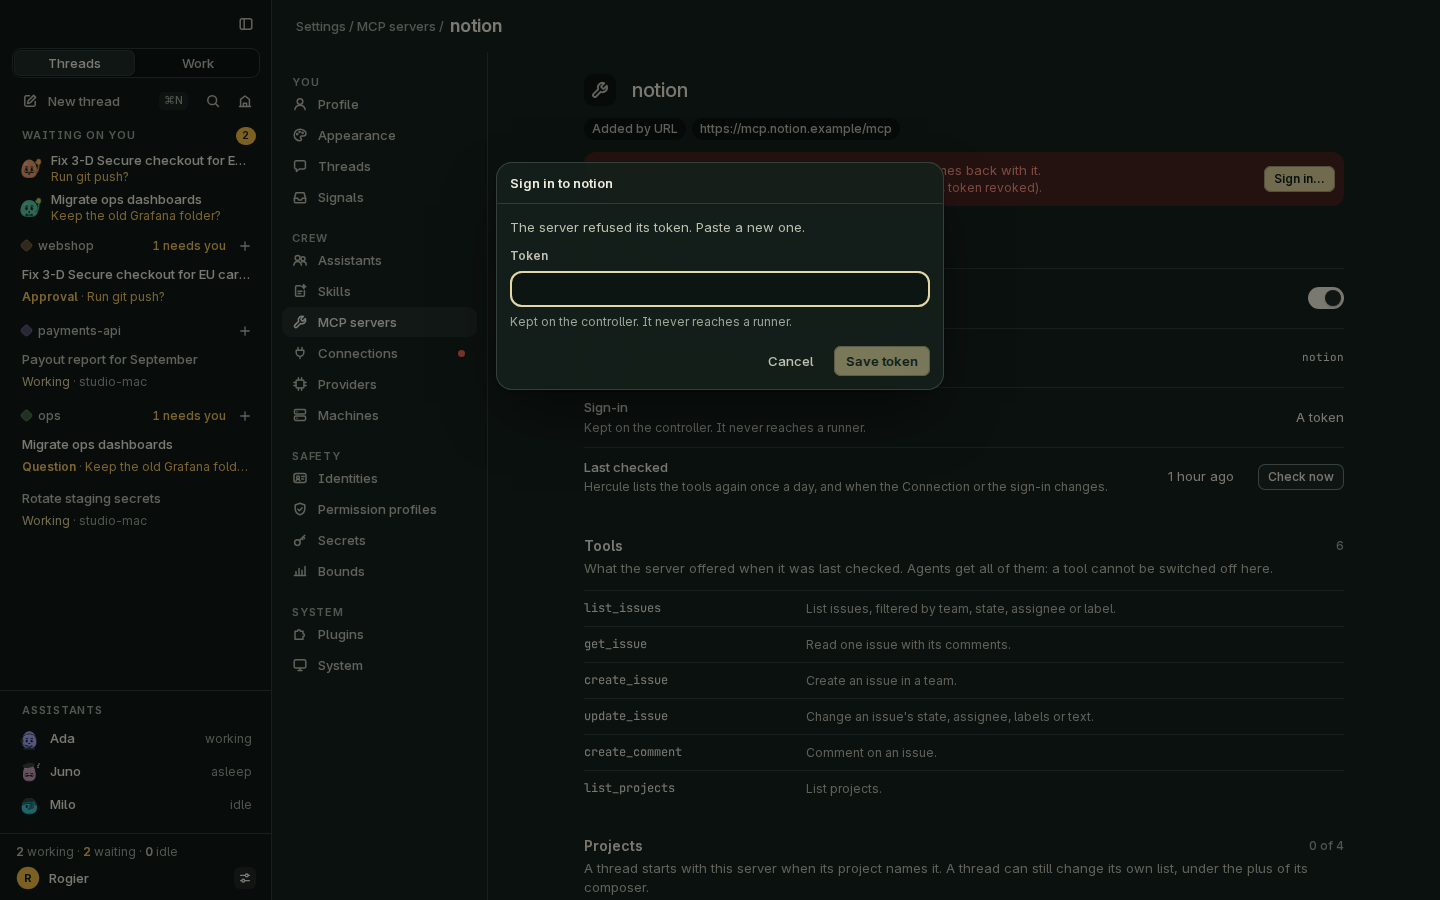 Settings / MCP servers / notion
Threads
Work
New thread
⌘N
WAITING ON YOU
2
Fix 3-D Secure checkout for E...
Run git push?
Migrate ops dashboards
Keep the old Grafana folder?
webshop
1 needs you
Fix 3-D Secure checkout for EU car...
Approval · Run git push?
payments-api
Payout report for September
Working · studio-mac
ops
1 needs you
Migrate ops dashboards
Question · Keep the old Grafana fold...
Rotate staging secrets
Working · studio-mac
ASSISTANTS
Ada
working
Juno
asleep
Milo
idle
2 working · 2 waiting · 0 idle
R
Rogier
YOU
Profile
Appearance
Threads
Signals
CREW
Assistants
Skills
MCP servers
Connections
Providers
Machines
SAFETY
Identities
Permission profiles
Secrets
Bounds
SYSTEM
Plugins
System
notion
Added by URL
https://mcp.notion.example/mcp
mes back with it.
token revoked).
Sign in...
Sign in to notion
The server refused its token. Paste a new one.
Token
Kept on the controller. It never reaches a runner.
Cancel
Save token
notion
Sign-in
Kept on the controller. It never reaches a runner.
A token
Last checked
Hercule lists the tools again once a day, and when the Connection or the sign-in changes.
1 hour ago
Check now
Tools
6
What the server offered when it was last checked. Agents get all of them: a tool cannot be switched off here.
list_issues
List issues, filtered by team, state, assignee or label.
get_issue
Read one issue with its comments.
create_issue
Create an issue in a team.
update_issue
Change an issue's state, assignee, labels or text.
create_comment
Comment on an issue.
list_projects
List projects.
Projects
0 of 4
A thread starts with this server when its project names it. A thread can still change its own list, under the plus of its
composer.